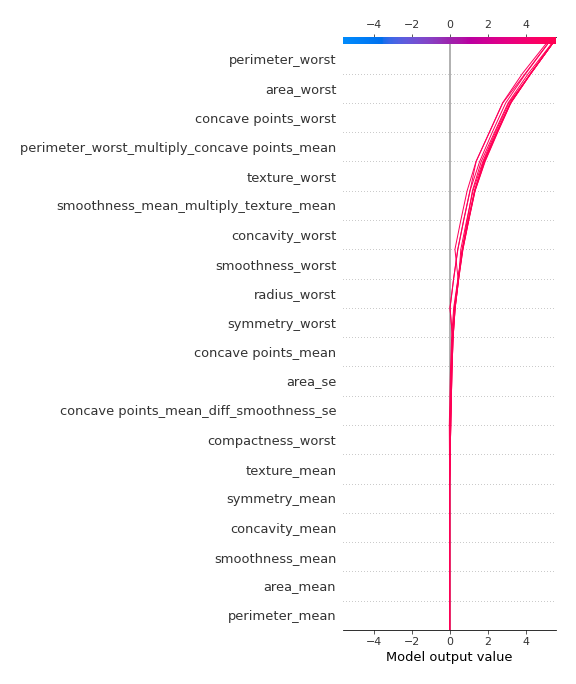 −4 −2 0 2 4
perimeter_worst
area_worst
concave points_worst
perimeter_worst_multiply_concave points_mean
texture_worst
smoothness_mean_multiply_texture_mean
concavity_worst
smoothness_worst
radius_worst
symmetry_worst
concave points_mean
area_se
concave points_mean_diff_smoothness_se
compactness_worst
texture_mean
symmetry_mean
concavity_mean
smoothness_mean
area_mean
perimeter_mean
−4 −2 0 2 4
Model output value